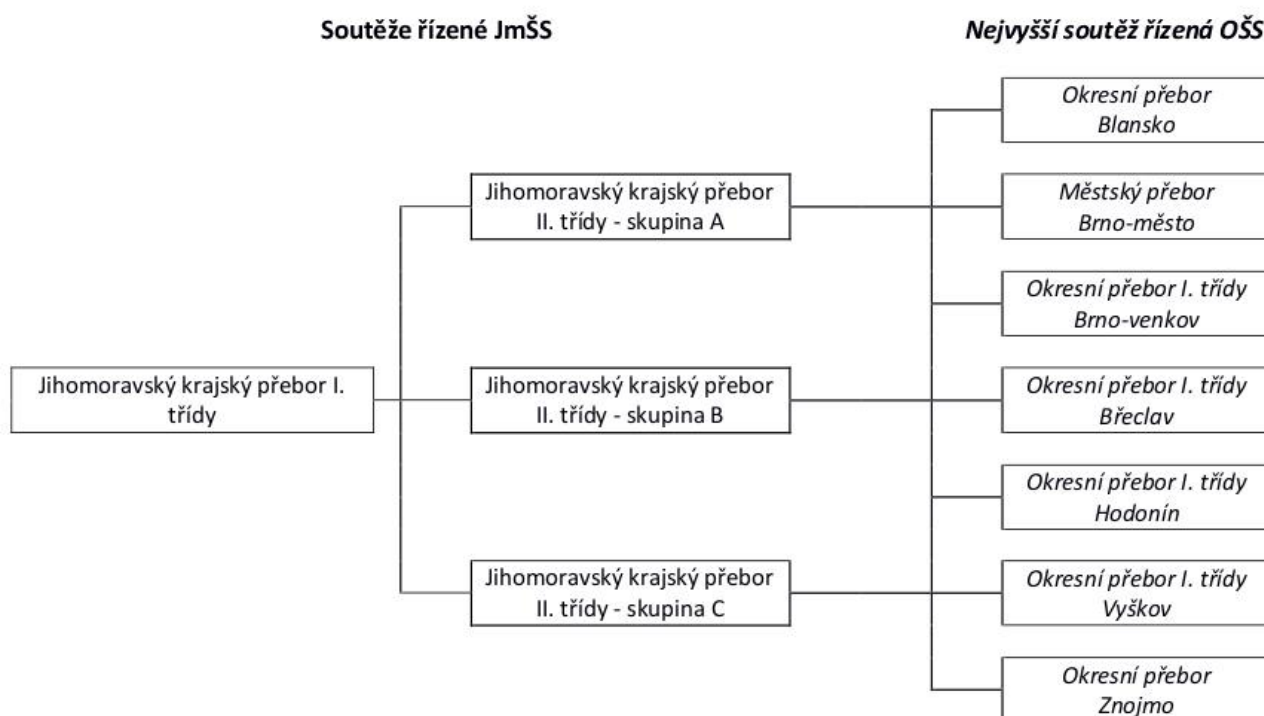 Soutěže řízené JmŠS
Nejvyšší soutěž řízená OŠS
Jihomoravský krajský přebor I.
třídy
Jihomoravský krajský přebor
II. třídy - skupina A
Jihomoravský krajský přebor
II. třídy - skupina B
Jihomoravský krajský přebor
II. třídy - skupina C
Okresní přebor
Blansko
Městský přebor
Brno-město
Okresní přebor I. třídy
Brno-venkov
Okresní přebor I. třídy
Břeclav
Okresní přebor I. třídy
Hodonín
Okresní přebor I. třídy
Vyškov
Okresní přebor
Znojmo